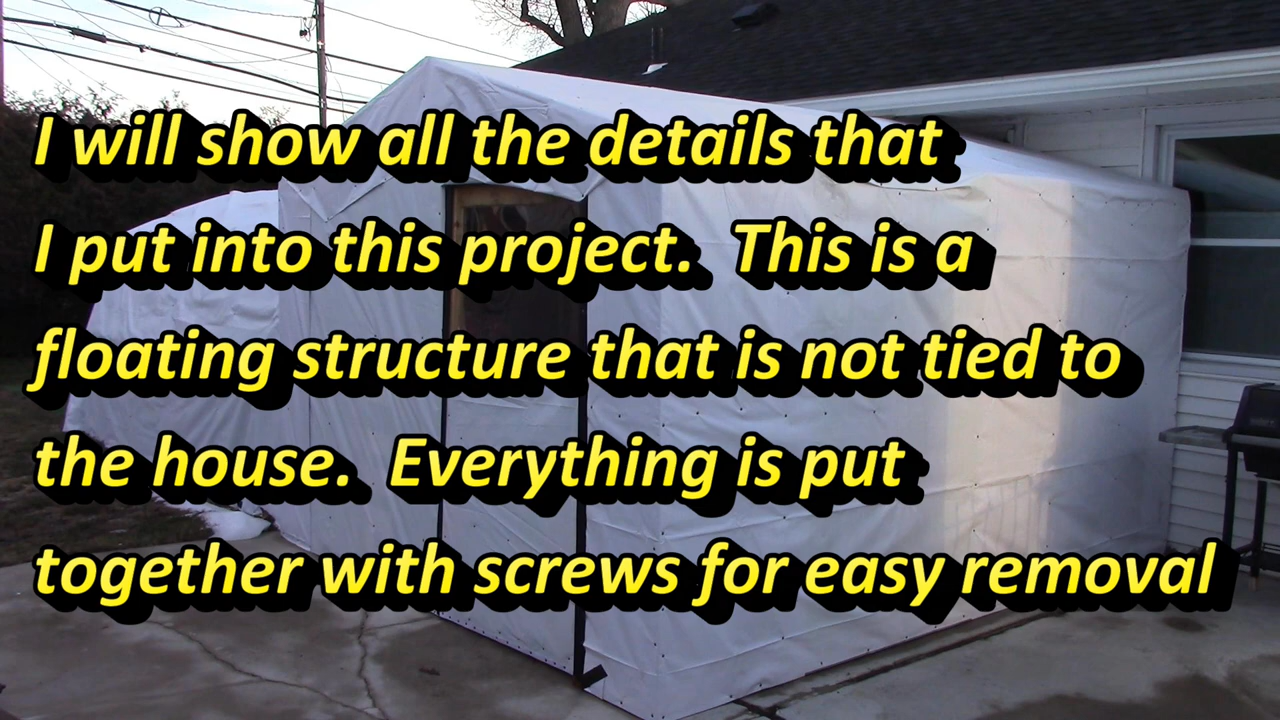 I will show all the details that
I put into this project.  This is a
floating structure that is not tied to
the house.  Everything is put
together with screws for easy removal